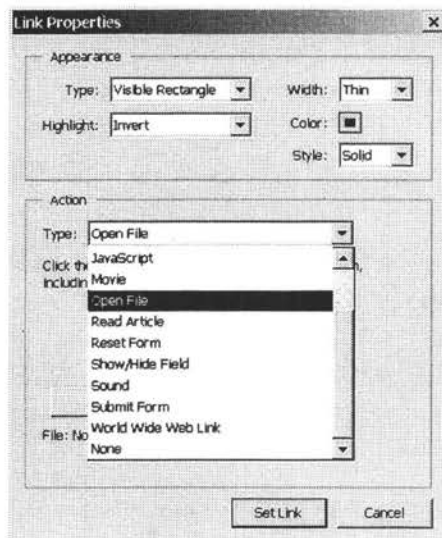 Link Properties
Appearance
Type: Visible Rectangle
Width: Thin
Highlight: Invert
Color:
Style: Solid
Action
Type: Open File
Click th
includin
JavaScript
Movie
Open File
Read Article
Reset Form
Show/Hide Field
Sound
Submit Form
World Wide Web Link
None
File: No
Set Link
Cancel